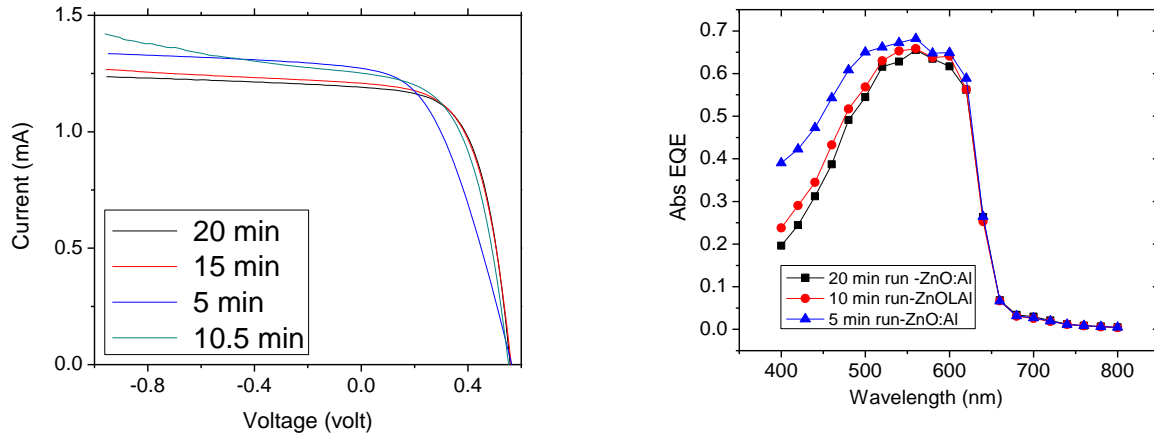 1.5
1.0
0.5
0.0
Current (mA)
20 min
15 min
5 min
10.5 min
-0.8
-0.4
0.0
0.4
Voltage (volt)
0.7
0.6
0.5
0.4
0.3
0.2
0.1
0.0
Abs EQE
20 min run -ZnO:Al
10 min run-ZnOLAl
5 min run-ZnO:Al
400
500
600
700
800
Wavelength (nm)